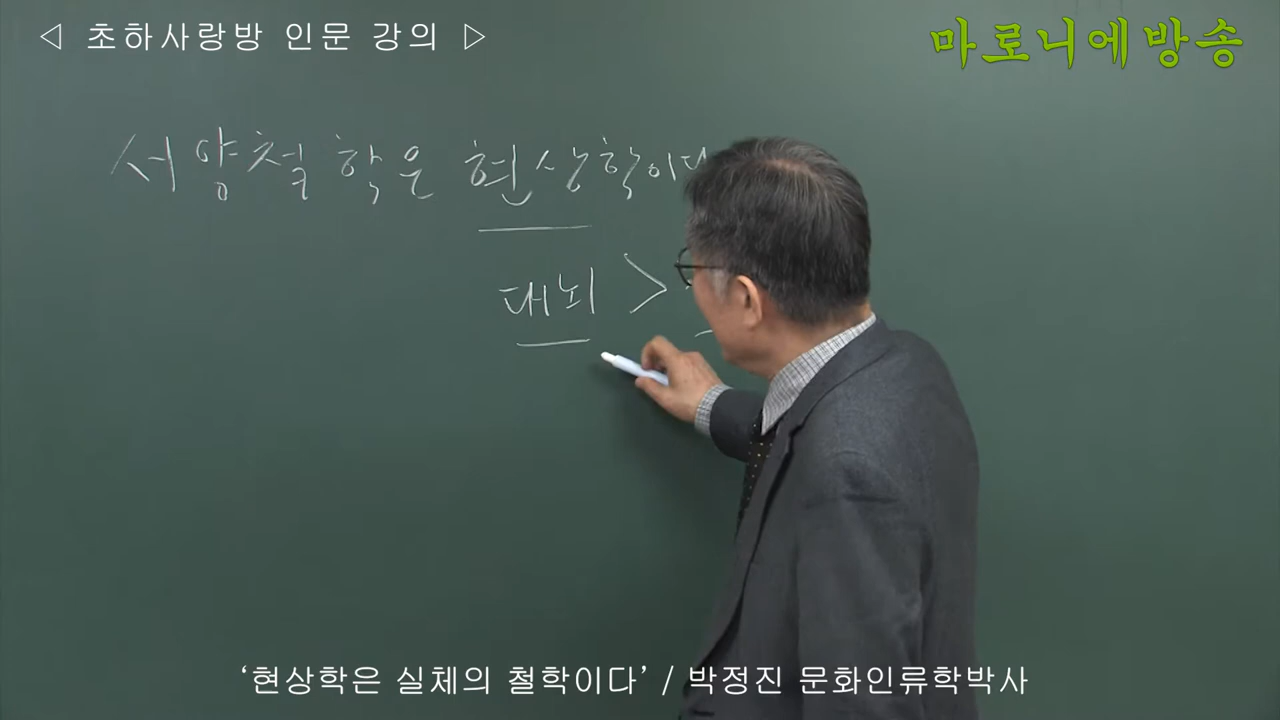 ◁ 초하사랑방 인문 강의 ▷
마로니에방송
서양철학은 현상학이다
대뇌 >
‘현상학은 실체의 철학이다’ / 박정진 문화인류학박사